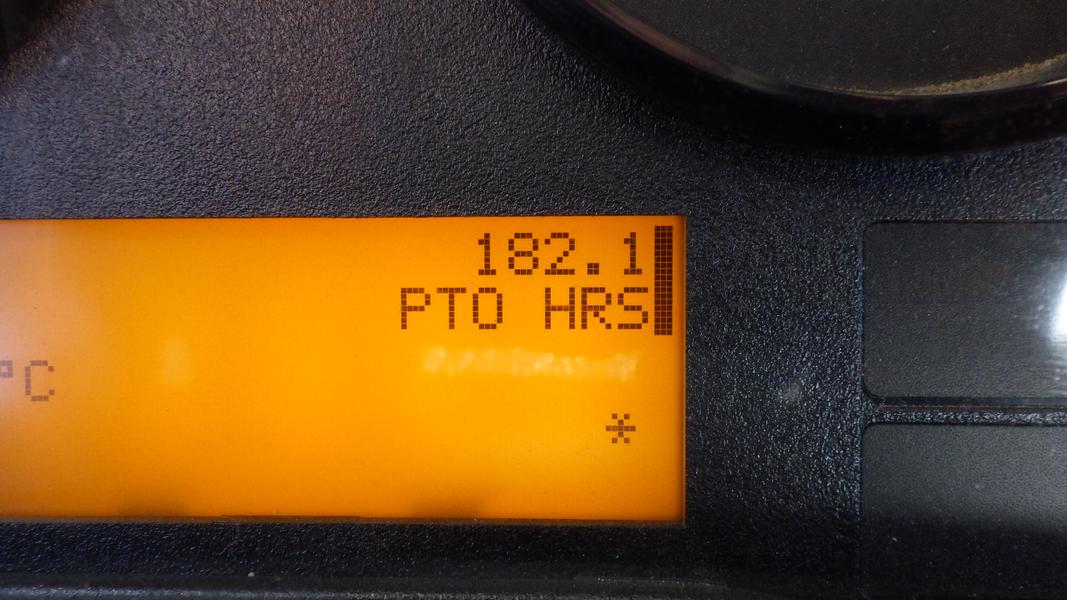 182.1
PTO HRS
°C
*